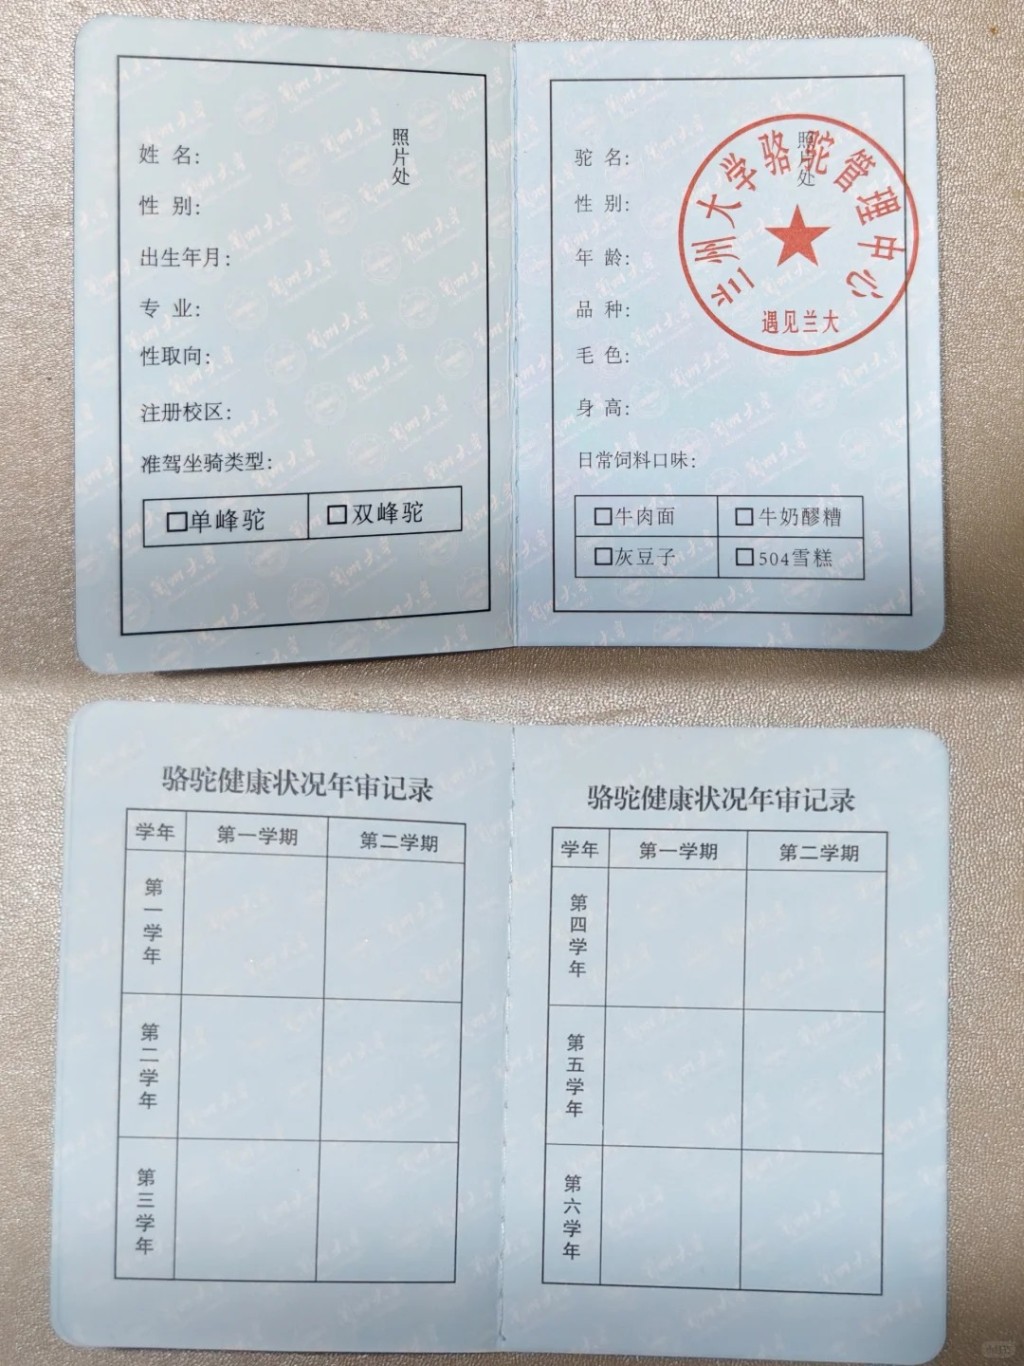 姓 名:
照片处
性 别:
出生年月:
专 业:
性取向:
注册校区:
准驾坐骑类型:
□单峰驼 □双峰驼
驼 名:
照片处
兰州大学骆驼管理中心
遇见兰大
性 别:
年 龄:
品 种:
毛 色:
身 高:
日常饲料口味:
□牛肉面 □牛奶醪糟
□灰豆子 □504雪糕
骆驼健康状况年审记录
学年 第一学期 第二学期
第一学年
第二学年
第三学年
骆驼健康状况年审记录
学年 第一学期 第二学期
第四学年
第五学年
第六学年
兰州大学